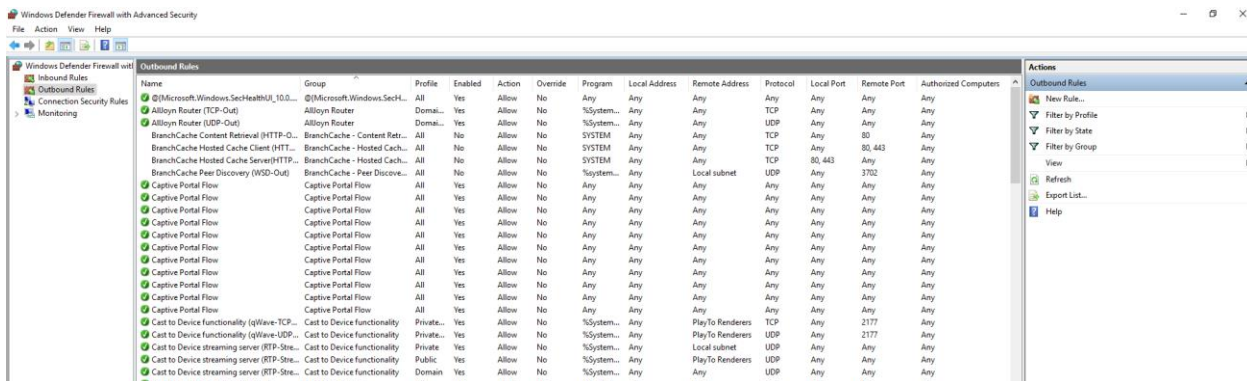 Windows Defender Firewall with Advanced Security
File Action View Help
Windows Defender Firewall witl
Inbound Rules
Outbound Rules
Connection Security Rules
Monitoring
Outbound Rules
Name Group Profile Enabled Action Override Program Local Address Remote Address Protocol Local Port Remote Port Authorized Computers
@{Microsoft.Windows.SecHealthUI_10.0.... @{Microsoft.Windows.SecH... All Yes Allow No Any Any Any Any Any Any Any
AllJoyn Router (TCP-Out) AllJoyn Router Domai... Yes Allow No %System... Any Any TCP Any Any Any
AllJoyn Router (UDP-Out) AllJoyn Router Domai... Yes Allow No %System... Any Any UDP Any Any Any
BranchCache Content Retrieval (HTTP-O... BranchCache - Content Retr... All No Allow No SYSTEM Any Any TCP Any 80 Any
BranchCache Hosted Cache Client (HTT... BranchCache - Hosted Cach... All No Allow No SYSTEM Any Any TCP Any 80, 443 Any
BranchCache Hosted Cache Server(HTTP... BranchCache - Hosted Cach... All No Allow No SYSTEM Any Any TCP 80, 443 Any Any
BranchCache Peer Discovery (WSD-Out) BranchCache - Peer Discove... All No Allow No %system... Any Local subnet UDP Any 3702 Any
Captive Portal Flow Captive Portal Flow All Yes Allow No Any Any Any Any Any Any Any
Captive Portal Flow Captive Portal Flow All Yes Allow No Any Any Any Any Any Any Any
Captive Portal Flow Captive Portal Flow All Yes Allow No Any Any Any Any Any Any Any
Captive Portal Flow Captive Portal Flow All Yes Allow No Any Any Any Any Any Any Any
Captive Portal Flow Captive Portal Flow All Yes Allow No Any Any Any Any Any Any Any
Captive Portal Flow Captive Portal Flow All Yes Allow No Any Any Any Any Any Any Any
Captive Portal Flow Captive Portal Flow All Yes Allow No Any Any Any Any Any Any Any
Captive Portal Flow Captive Portal Flow All Yes Allow No Any Any Any Any Any Any Any
Captive Portal Flow Captive Portal Flow All Yes Allow No Any Any Any Any Any Any Any
Captive Portal Flow Captive Portal Flow All Yes Allow No Any Any Any Any Any Any Any
Captive Portal Flow Captive Portal Flow All Yes Allow No Any Any Any Any Any Any Any
Cast to Device functionality (qWave-TCP... Cast to Device functionality Private... Yes Allow No %System... Any PlayTo Renderers TCP Any 2177 Any
Cast to Device functionality (qWave-UDP... Cast to Device functionality Private... Yes Allow No %System... Any PlayTo Renderers UDP Any 2177 Any
Cast to Device streaming server (RTP-Stre... Cast to Device functionality Private Yes Allow No %System... Any Local subnet UDP Any Any Any
Cast to Device streaming server (RTP-Stre... Cast to Device functionality Public Yes Allow No %System... Any PlayTo Renderers UDP Any Any Any
Cast to Device streaming server (RTP-Stre... Cast to Device functionality Domain Yes Allow No %System... Any Any UDP Any Any Any
Actions
Outbound Rules
New Rule...
Filter by Profile
Filter by State
Filter by Group
View
Refresh
Export List...
Help